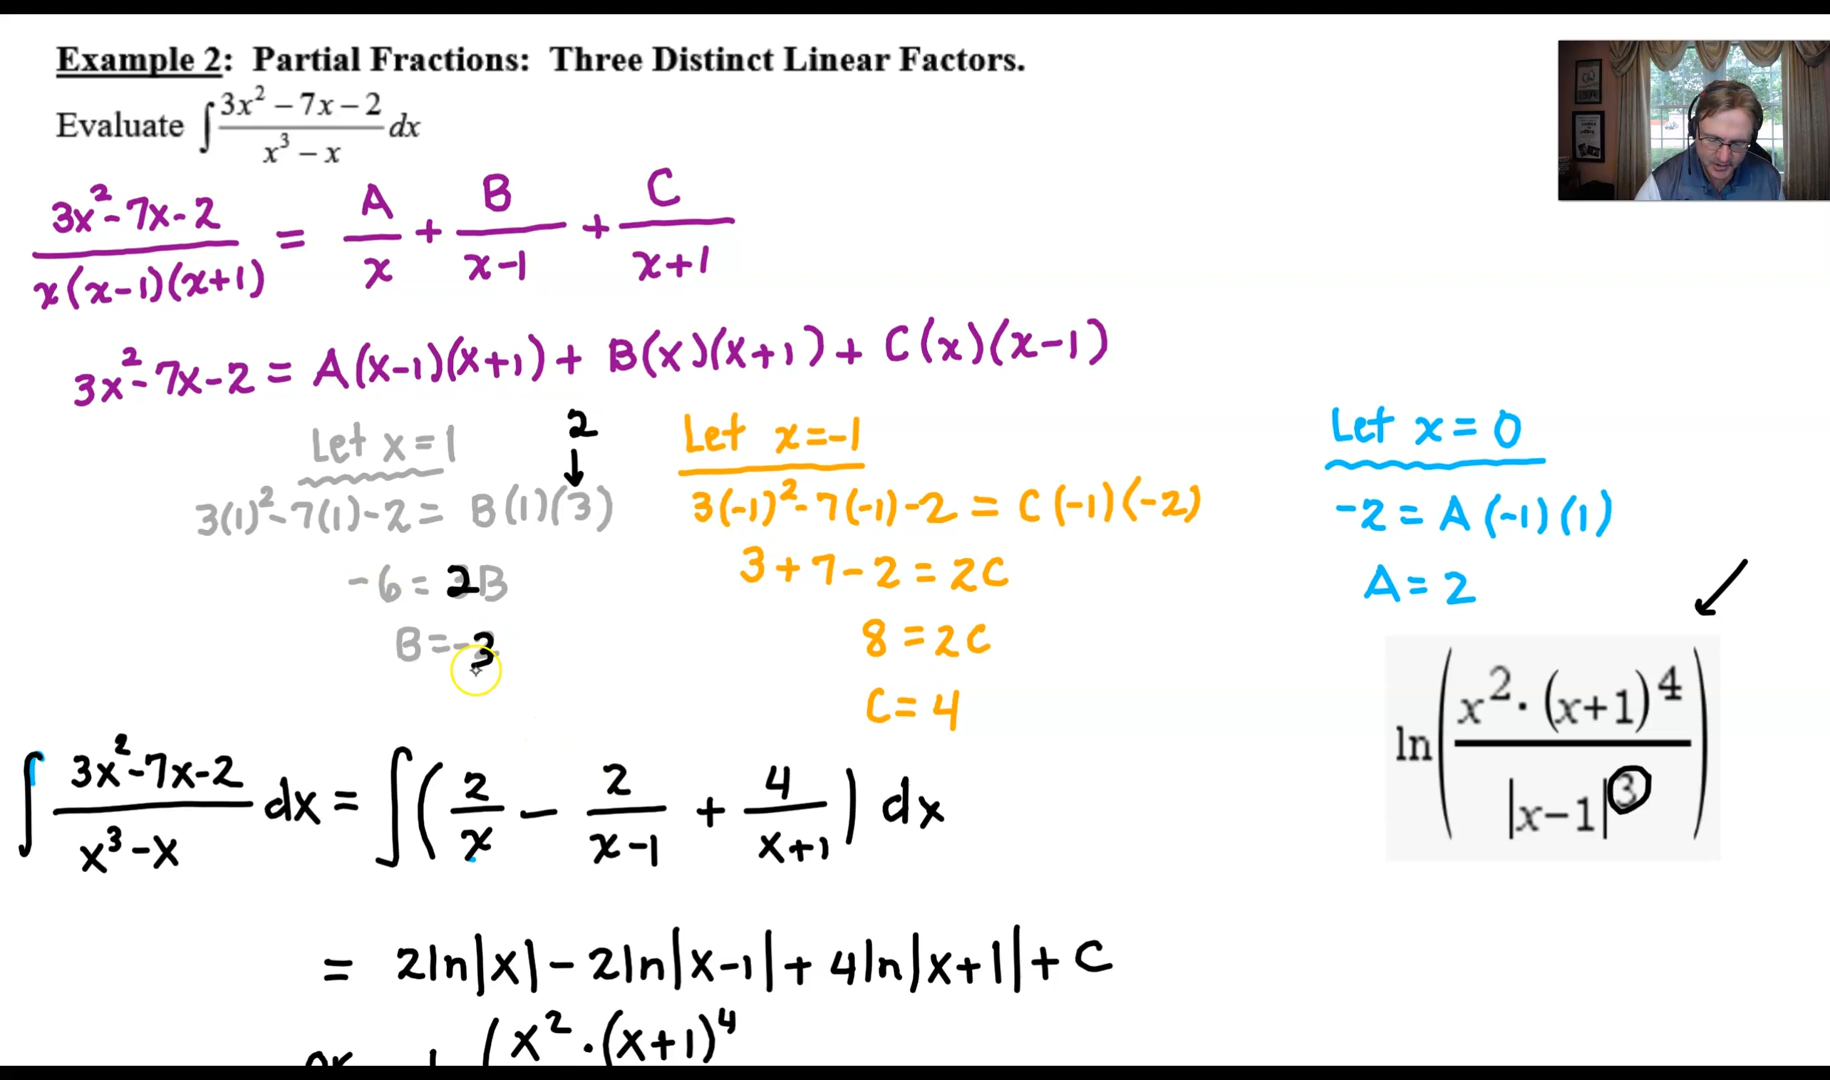 Example 2: Partial Fractions: Three Distinct Linear Factors.
Evaluate ∫ (3x² − 7x − 2)/(x³ − x) dx
(3x²-7x-2)/(x(x-1)(x+1)) = A/x + B/(x-1) + C/(x+1)
3x²-7x-2 = A(x-1)(x+1) + B(x)(x+1) + C(x)(x-1)
Let x=1
2
↓
3(1)²-7(1)-2 = B(1)(3)
-6 = 2B
B=-3
Let x=-1
3(-1)²-7(-1)-2 = C(-1)(-2)
3+7-2 = 2C
8 = 2C
C= 4
Let x = 0
-2 = A(-1)(1)
A= 2
ln( x²·(x+1)⁴ / |x−1|³ )
∫ (3x²-7x-2)/(x³-x) dx = ∫( 2/x - 2/(x-1) + 4/(x+1) ) dx
= 2ln|x| - 2ln|x-1| + 4ln|x+1| + C
( x²·(x+1)⁴